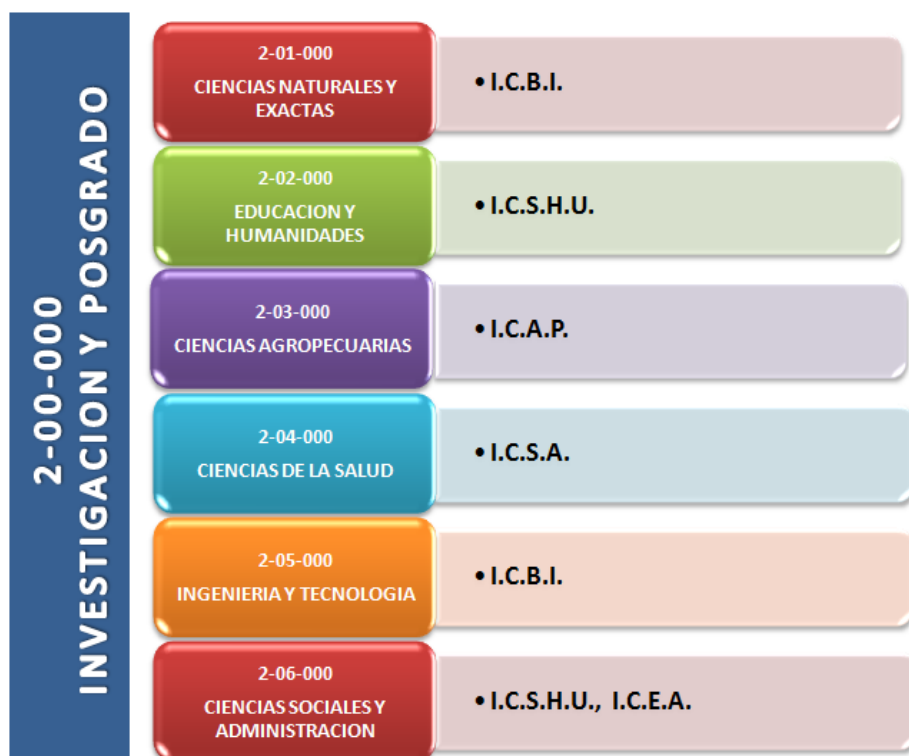 2-00-000
INVESTIGACION Y POSGRADO
2-01-000
CIENCIAS NATURALES Y
EXACTAS
• I.C.B.I.
2-02-000
EDUCACION Y
HUMANIDADES
• I.C.S.H.U.
2-03-000
CIENCIAS AGROPECUARIAS
• I.C.A.P.
2-04-000
CIENCIAS DE LA SALUD
• I.C.S.A.
2-05-000
INGENIERIA Y TECNOLOGIA
• I.C.B.I.
2-06-000
CIENCIAS SOCIALES Y
ADMINISTRACION
• I.C.S.H.U., I.C.E.A.